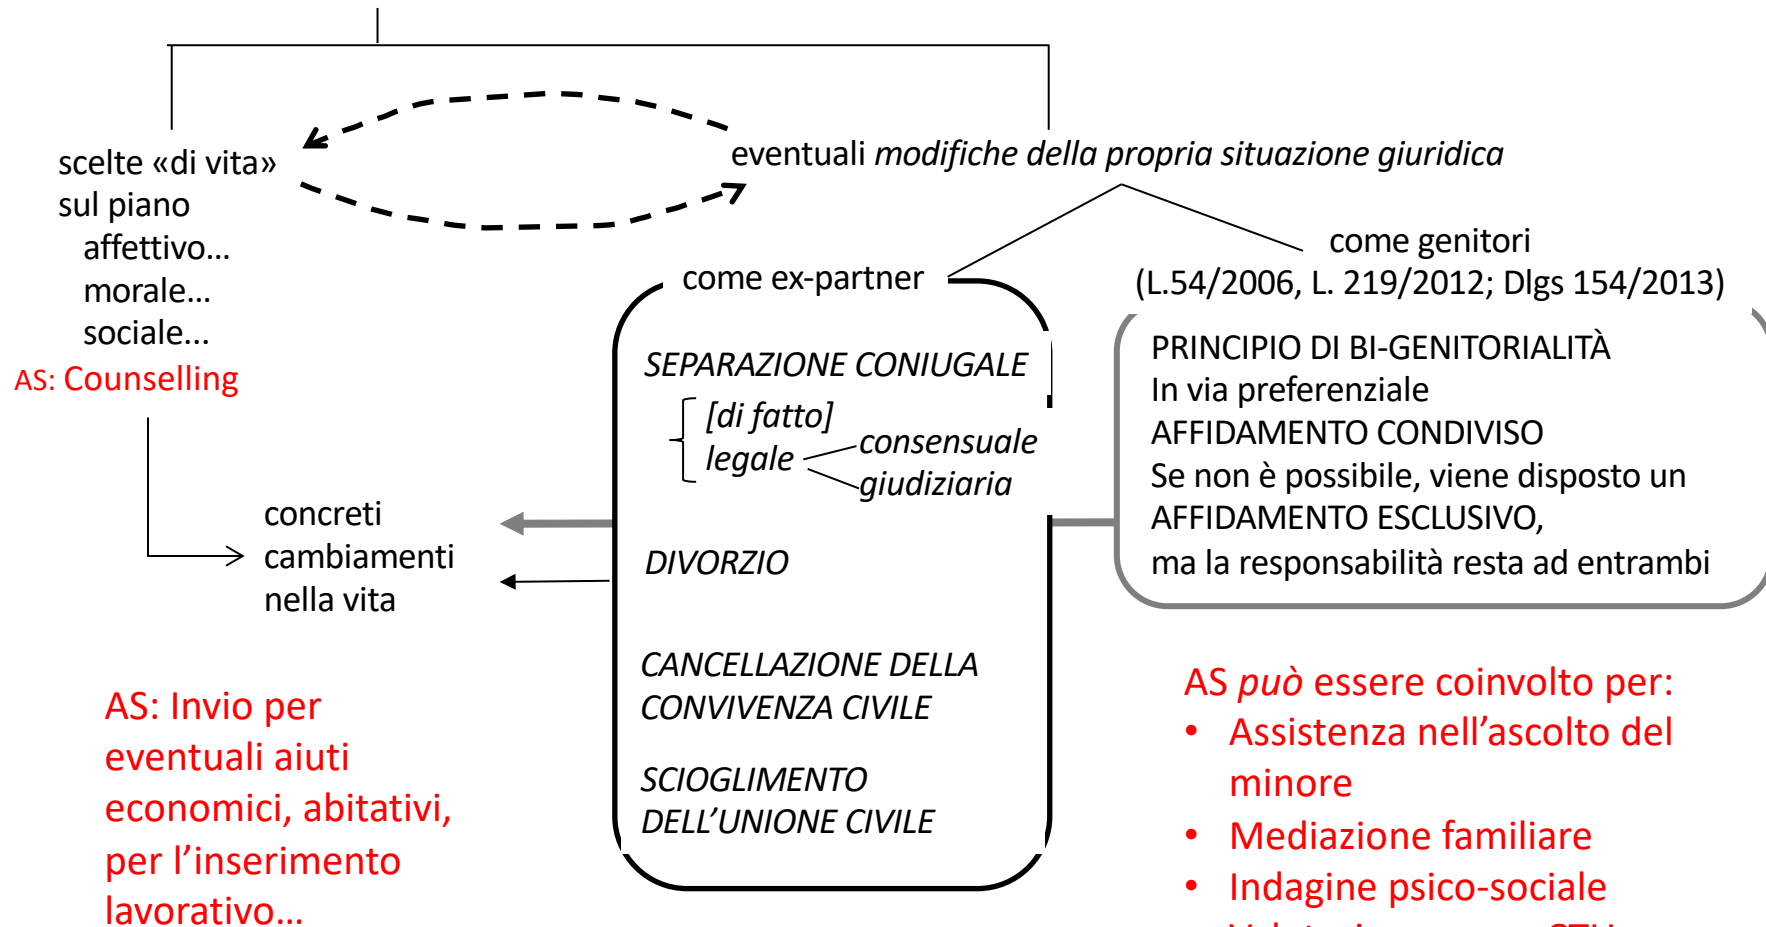 scelte «di vita»
sul piano
affettivo...
morale...
sociale...
AS: Counselling
concreti
cambiamenti
nella vita
AS: Invio per
eventuali aiuti
economici, abitativi,
per l’inserimento
lavorativo...
eventuali modifiche della propria situazione giuridica
come ex-partner
SEPARAZIONE CONIUGALE
[di fatto]
legale
consensuale
giudiziaria
DIVORZIO
CANCELLAZIONE DELLA
CONVIVENZA CIVILE
SCIOGLIMENTO
DELL’UNIONE CIVILE
come genitori
(L.54/2006, L. 219/2012; Dlgs 154/2013)
PRINCIPIO DI BI-GENITORIALITÀ
In via preferenziale
AFFIDAMENTO CONDIVISO
Se non è possibile, viene disposto un
AFFIDAMENTO ESCLUSIVO,
ma la responsabilità resta ad entrambi
AS può essere coinvolto per:
• Assistenza nell’ascolto del
minore
• Mediazione familiare
• Indagine psico-sociale